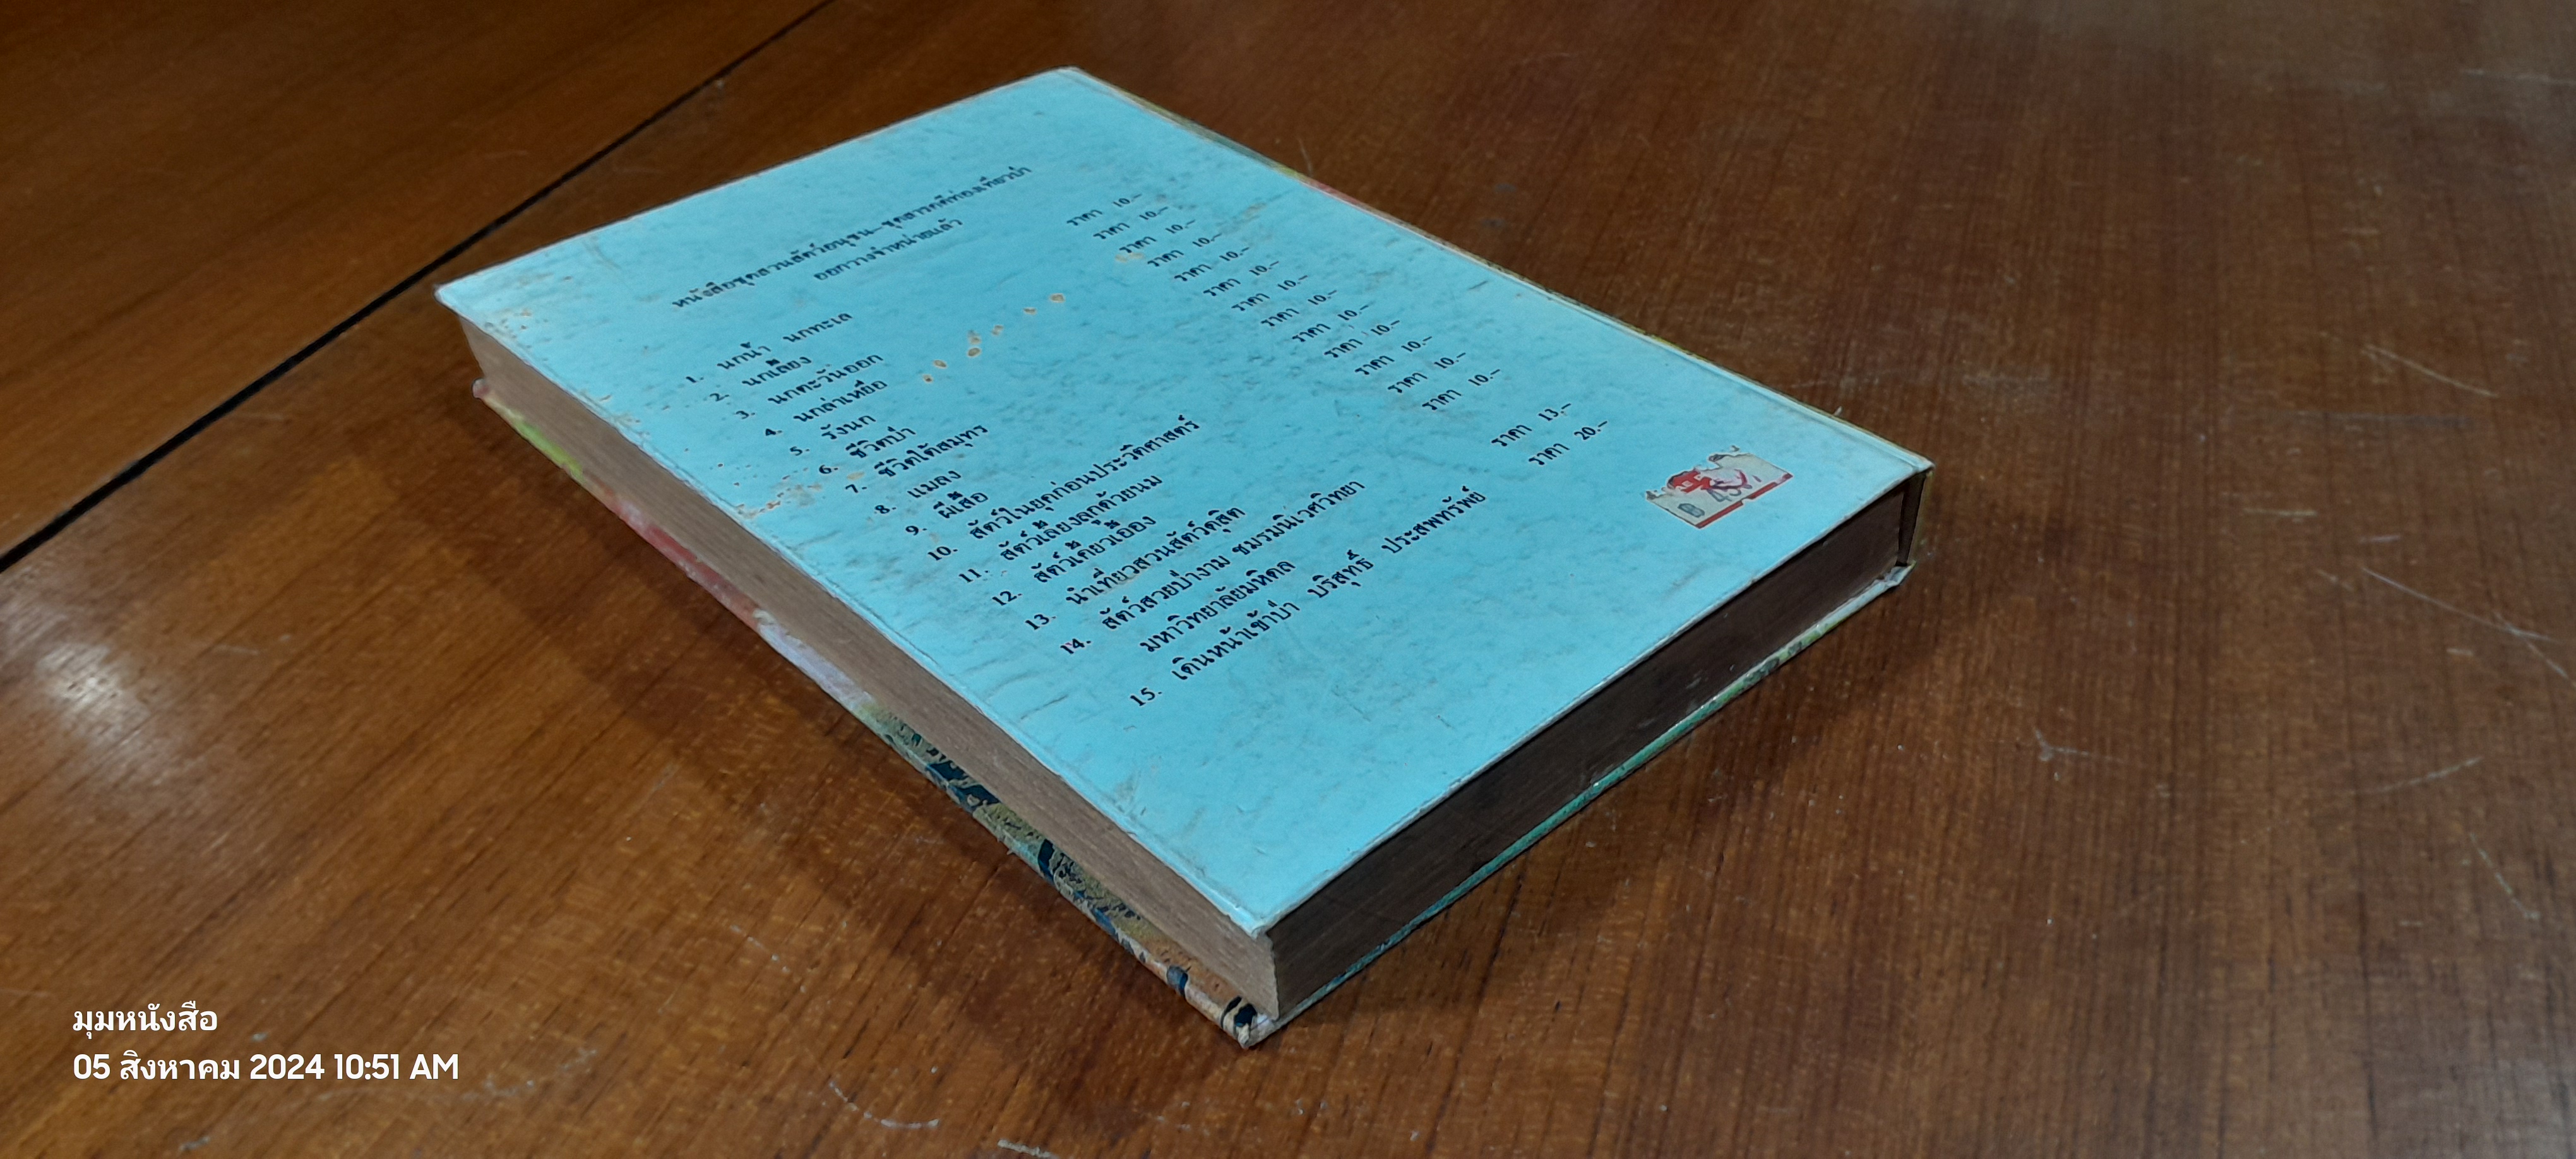 หนังสือชุดสวนสัตว์อนุชน-ชุดสารคดีท่องเที่ยวป่า
ออกวางจำหน่ายแล้ว
1. นกน้ำ นกทะเล ราคา 10.-
2. นกเลี้ยง ราคา 10.-
3. นกตะวันออก ราคา 10.-
4. นกล่าเหยื่อ ราคา 10.-
5. รังนก ราคา 10.-
6. ชีวิตป่า ราคา 10.-
7. ชีวิตใต้สมุทร ราคา 10.-
8. แมลง ราคา 10.-
9. ผีเสื้อ ราคา 10.-
10. สัตว์ในยุคก่อนประวัติศาสตร์ ราคา 10.-
11. สัตว์เลี้ยงลูกด้วยนม ราคา 10.-
12. สัตว์เคี้ยวเอื้อง ราคา 10.-
13. นำเที่ยวสวนสัตว์ดุสิต ราคา 10.-
14. สัตว์สวยป่างาม ชมรมนิเวศวิทยา
มหาวิทยาลัยมหิดล ราคา 13.-
15. เดินหน้าเข้าป่า บริสุทธิ์ ประสพทรัพย์ ราคา 20.-
มุมหนังสือ
05 สิงหาคม 2024 10:51 AM